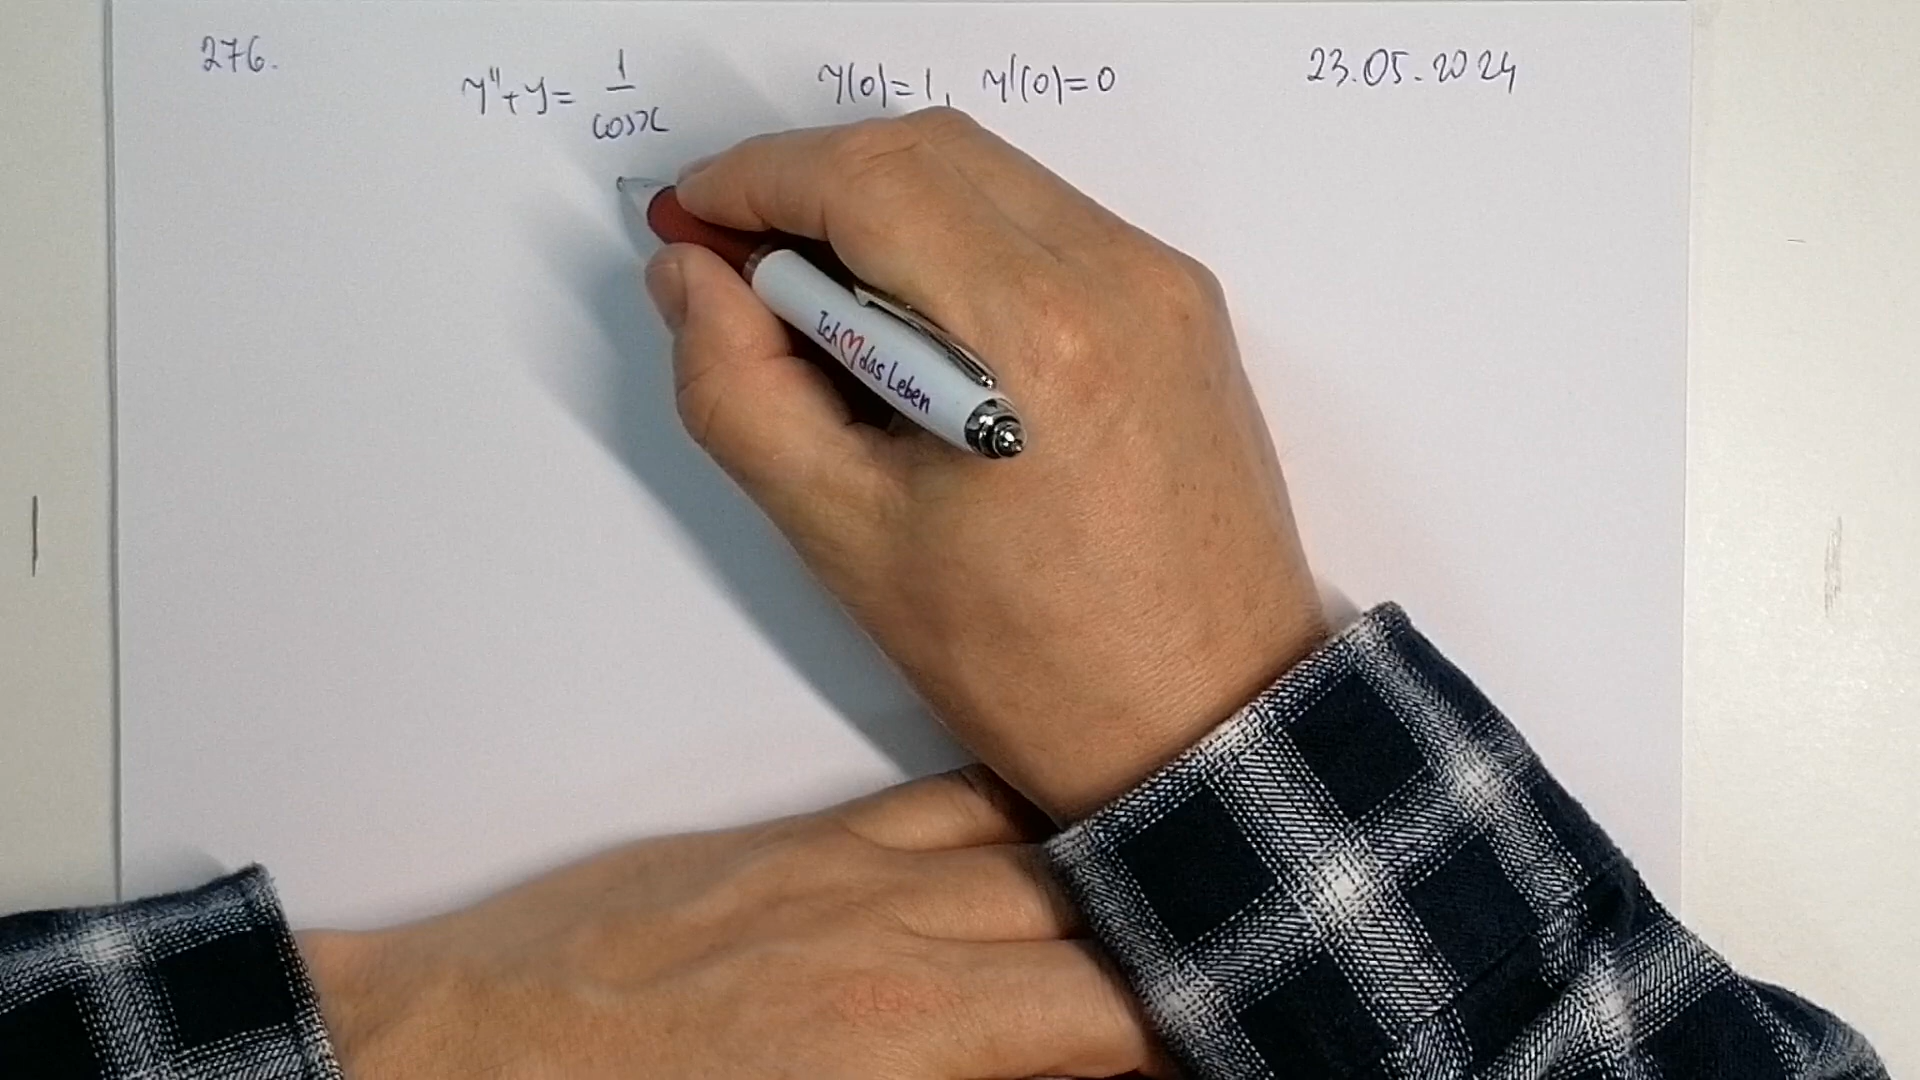 276.
y''+y= 1/cosx y(0)=1, y'(0)=0
23.05.2024
Ich ♥ das Leben